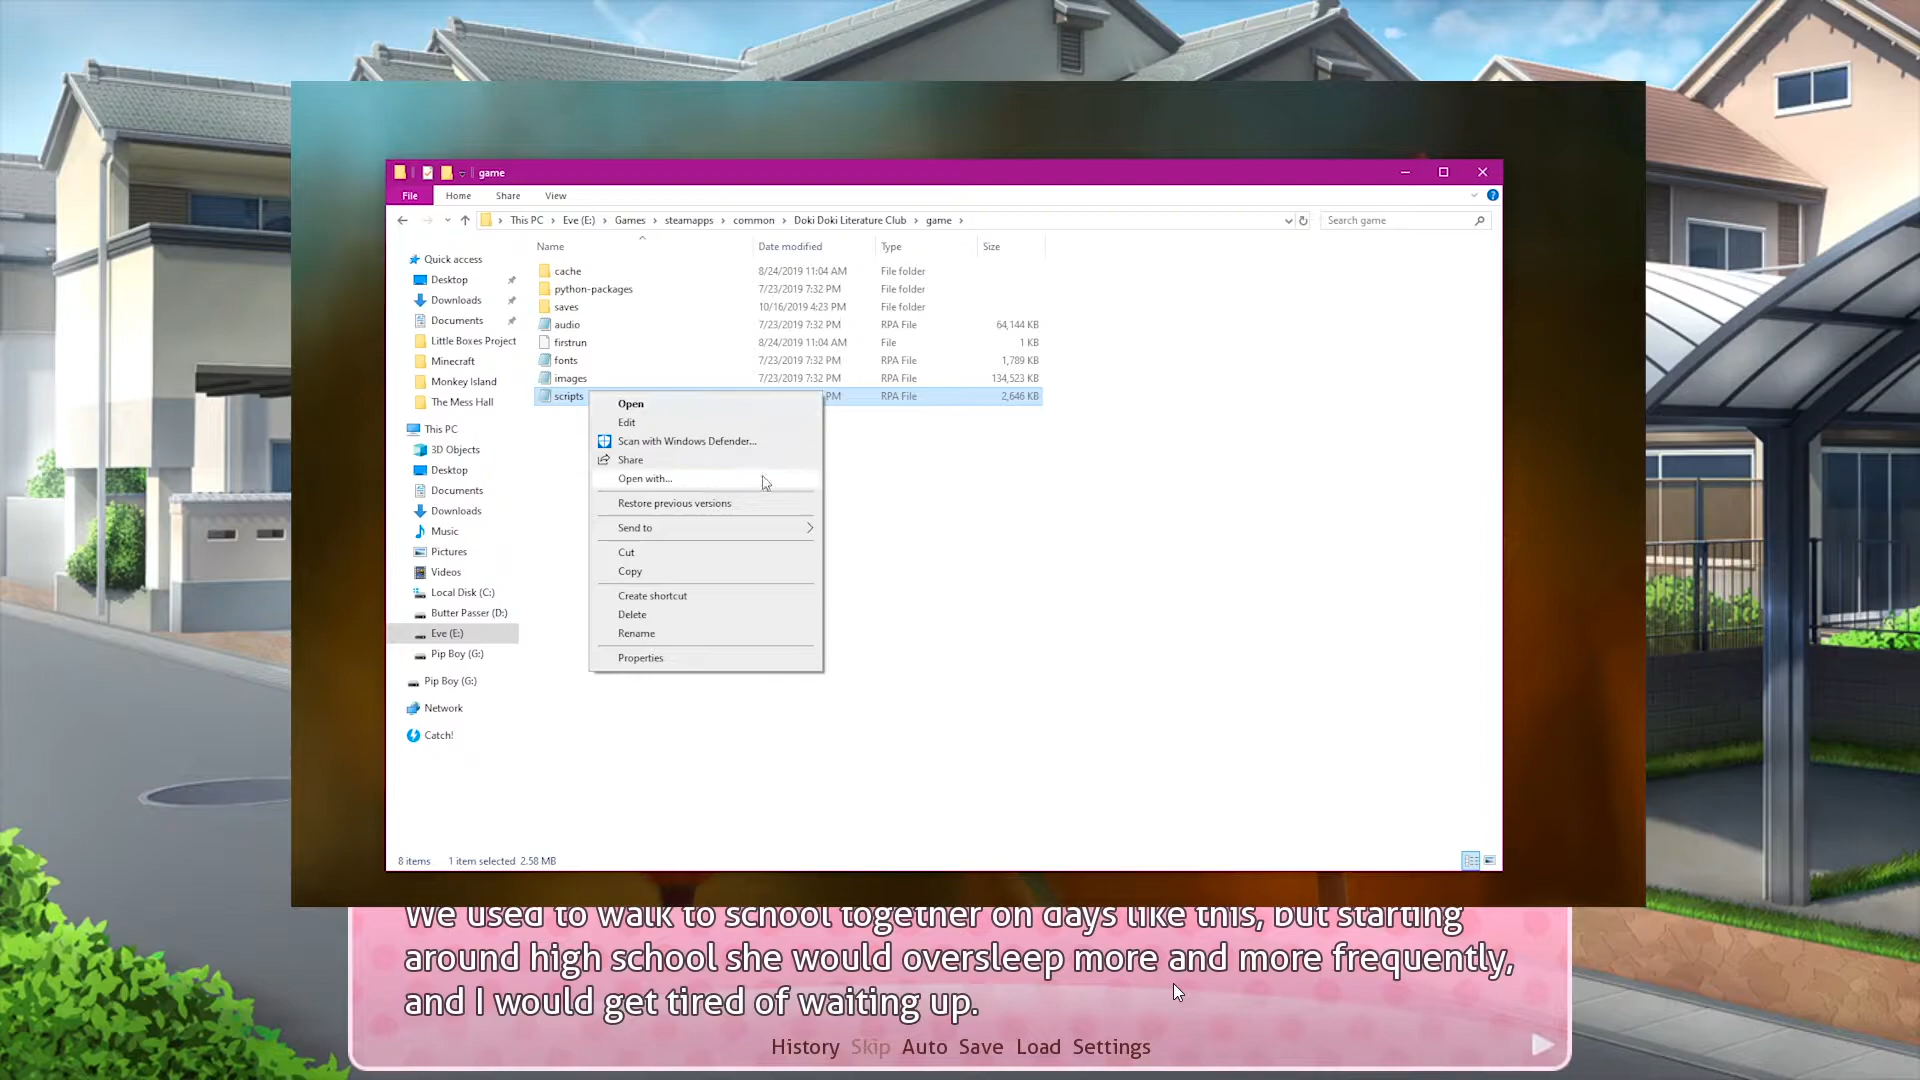 game
File Home Share View
This PC Eve (E:) Games steamapps common Doki Doki Literature Club game
Search game
Name Date modified Type Size
cache 8/24/2019 11:04 AM File folder
python-packages 7/23/2019 7:32 PM File folder
saves 10/16/2019 4:23 PM File folder
audio 7/23/2019 7:32 PM RPA File 64,144 KB
firstrun 8/24/2019 11:04 AM File 1 KB
fonts 7/23/2019 7:32 PM RPA File 1,789 KB
images 7/23/2019 7:32 PM RPA File 134,523 KB
scripts PM RPA File 2,646 KB
Quick access
Desktop
Downloads
Documents
Little Boxes Project
Minecraft
Monkey Island
The Mess Hall
This PC
3D Objects
Desktop
Documents
Downloads
Music
Pictures
Videos
Local Disk (C:)
Butter Passer (D:)
Eve (E:)
Pip Boy (G:)
Pip Boy (G:)
Network
Catch!
Open
Edit
Scan with Windows Defender...
Share
Open with...
Restore previous versions
Send to
Cut
Copy
Create shortcut
Delete
Rename
Properties
8 items 1 item selected 2.58 MB
We used to walk to school together on days like this, but starting
around high school she would oversleep more and more frequently,
and I would get tired of waiting up.
History Skip Auto Save Load Settings